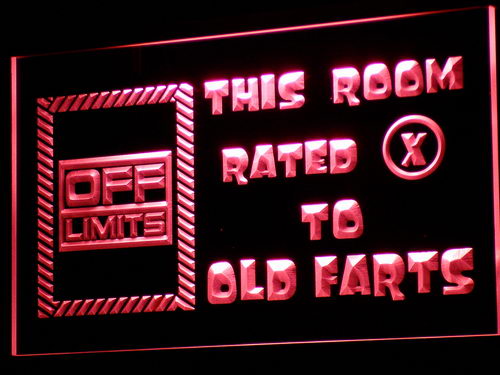 OFF
LIMITS
THIS ROOM
RATED X
TO
OLD FARTS